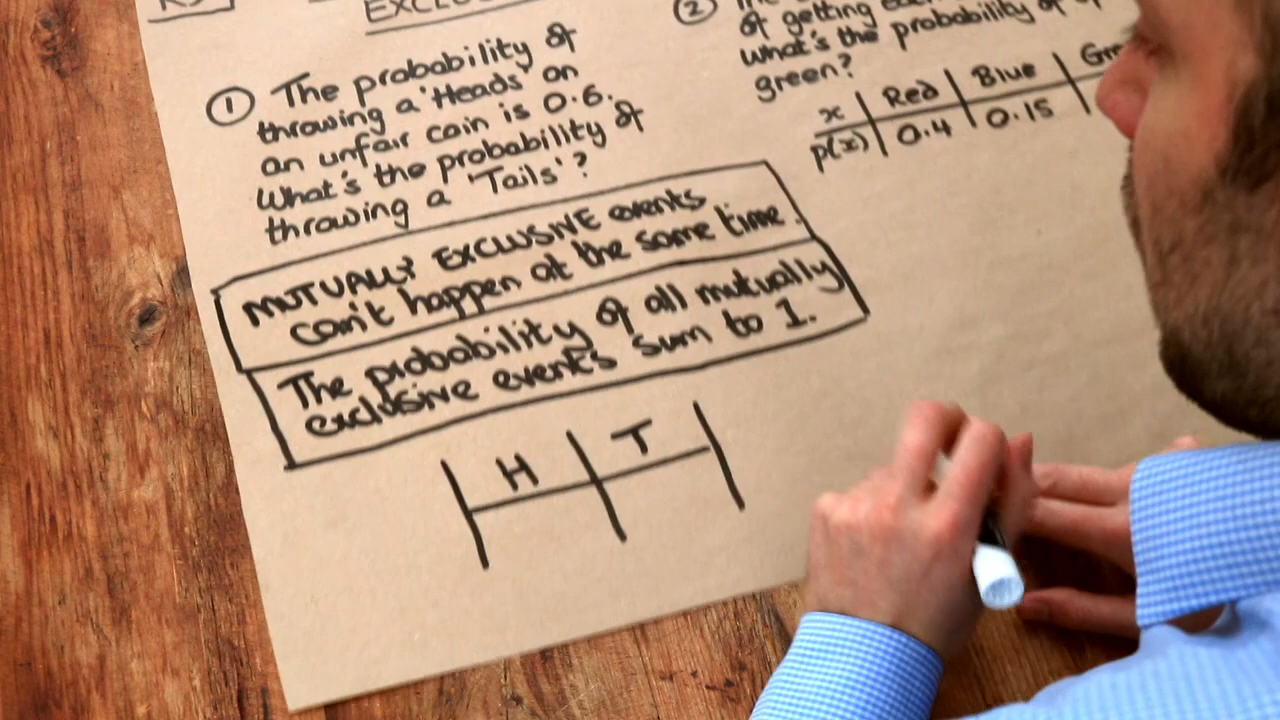 EXCLUS
① The probability of
throwing a 'Heads' on
an unfair coin is 0.6.
What's the probability of
throwing a 'Tails'?
MUTUALLY EXCLUSIVE events
can't happen at the same time.
The probability of all mutually
exclusive events sum to 1.
H T
②
of getting
what's the probability of
green?
x Red Blue Gre
p(x) 0.4 0.15